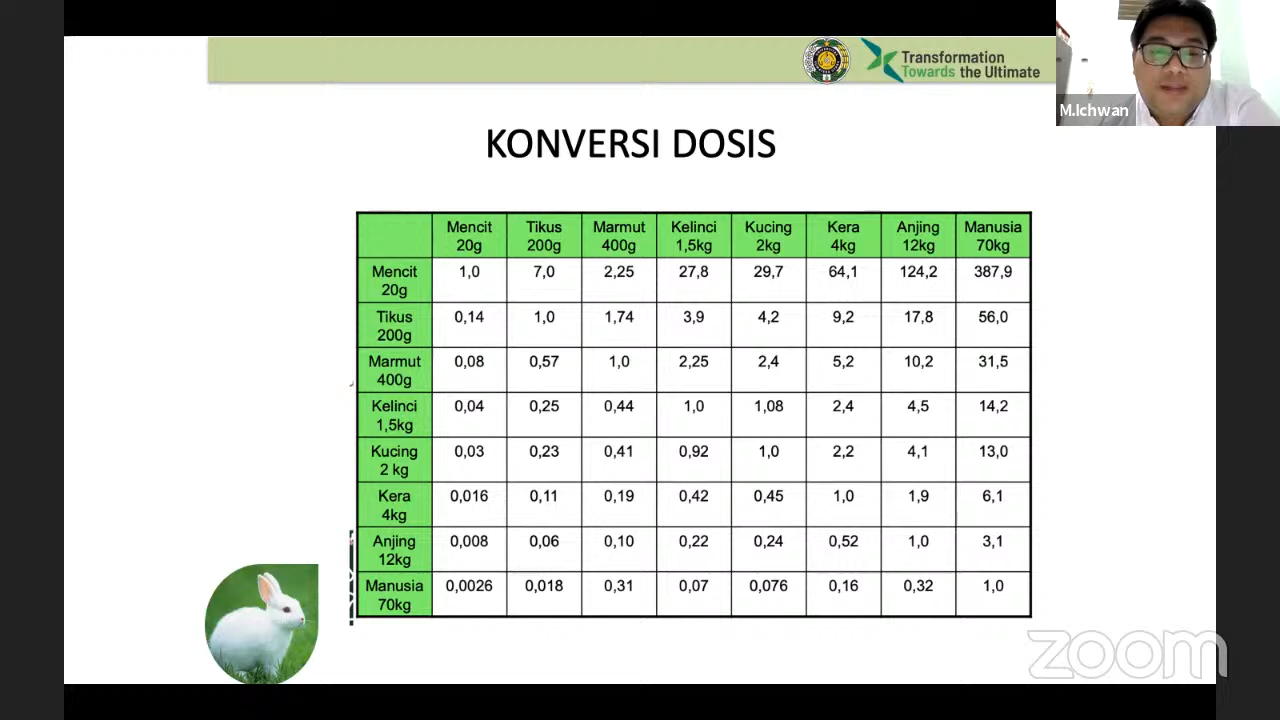 Transformation
Towards the Ultimate
M.Ichwan
KONVERSI DOSIS
Mencit 20g Tikus 200g Marmut 400g Kelinci 1,5kg Kucing 2kg Kera 4kg Anjing 12kg Manusia 70kg
Mencit 20g 1,0 7,0 2,25 27,8 29,7 64,1 124,2 387,9
Tikus 200g 0,14 1,0 1,74 3,9 4,2 9,2 17,8 56,0
Marmut 400g 0,08 0,57 1,0 2,25 2,4 5,2 10,2 31,5
Kelinci 1,5kg 0,04 0,25 0,44 1,0 1,08 2,4 4,5 14,2
Kucing 2 kg 0,03 0,23 0,41 0,92 1,0 2,2 4,1 13,0
Kera 4kg 0,016 0,11 0,19 0,42 0,45 1,0 1,9 6,1
Anjing 12kg 0,008 0,06 0,10 0,22 0,24 0,52 1,0 3,1
Manusia 70kg 0,0026 0,018 0,31 0,07 0,076 0,16 0,32 1,0
zoom